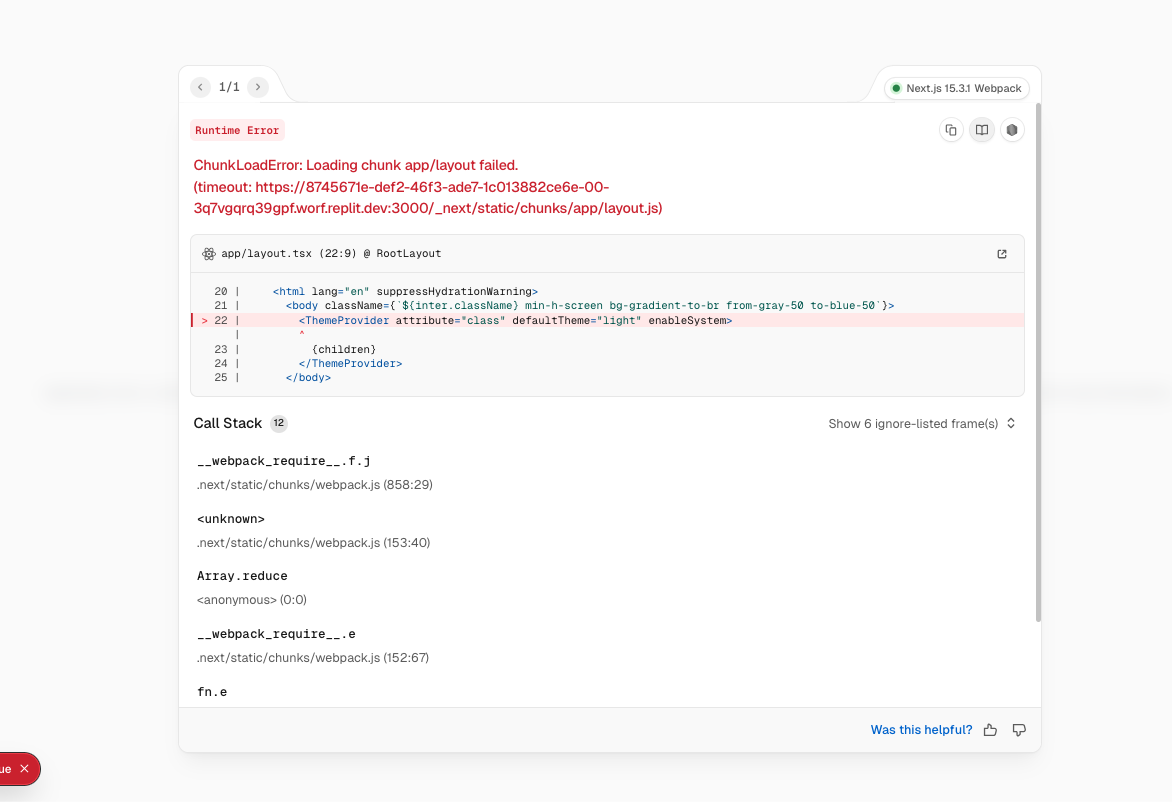 1/1
Next.js 15.3.1 Webpack
Runtime Error
ChunkLoadError: Loading chunk app/layout failed.
(timeout: https://8745671e-def2-46f3-ade7-1c013882ce6e-00-
3q7vgqrq39gpf.worf.replit.dev:3000/_next/static/chunks/app/layout.js)
app/layout.tsx (22:9) @ RootLayout
20 | <html lang="en" suppressHydrationWarning>
21 | <body className={`${inter.className} min-h-screen bg-gradient-to-br from-gray-50 to-blue-50`}>
> 22 | <ThemeProvider attribute="class" defaultTheme="light" enableSystem>
| ^
23 | {children}
24 | </ThemeProvider>
25 | </body>
Call Stack 12
Show 6 ignore-listed frame(s)
__webpack_require__.f.j
.next/static/chunks/webpack.js (858:29)
<unknown>
.next/static/chunks/webpack.js (153:40)
Array.reduce
<anonymous> (0:0)
__webpack_require__.e
.next/static/chunks/webpack.js (152:67)
fn.e
Was this helpful?
ue